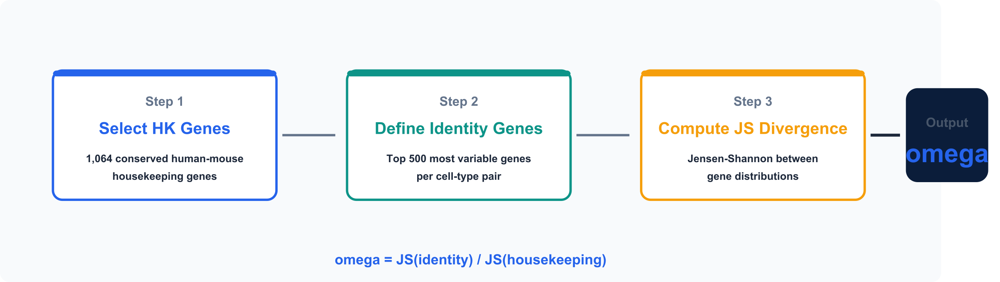 Step 1
Select HK Genes
1,064 conserved human-mouse
housekeeping genes
Step 2
Define Identity Genes
Top 500 most variable genes
per cell-type pair
Step 3
Compute JS Divergence
Jensen-Shannon between
gene distributions
Output
omega
omega = JS(identity) / JS(housekeeping)